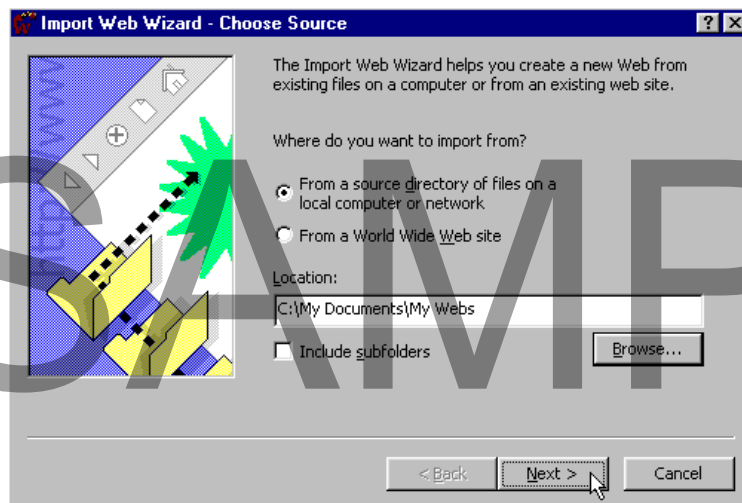 Import Web Wizard - Choose Source
The Import Web Wizard helps you create a new Web from
existing files on a computer or from an existing web site.
http://www
Where do you want to import from?
From a source directory of files on a
local computer or network
From a World Wide Web site
Location:
C:\My Documents\My Webs
Include subfolders
Browse...
< Back
Next >
Cancel
SAMP